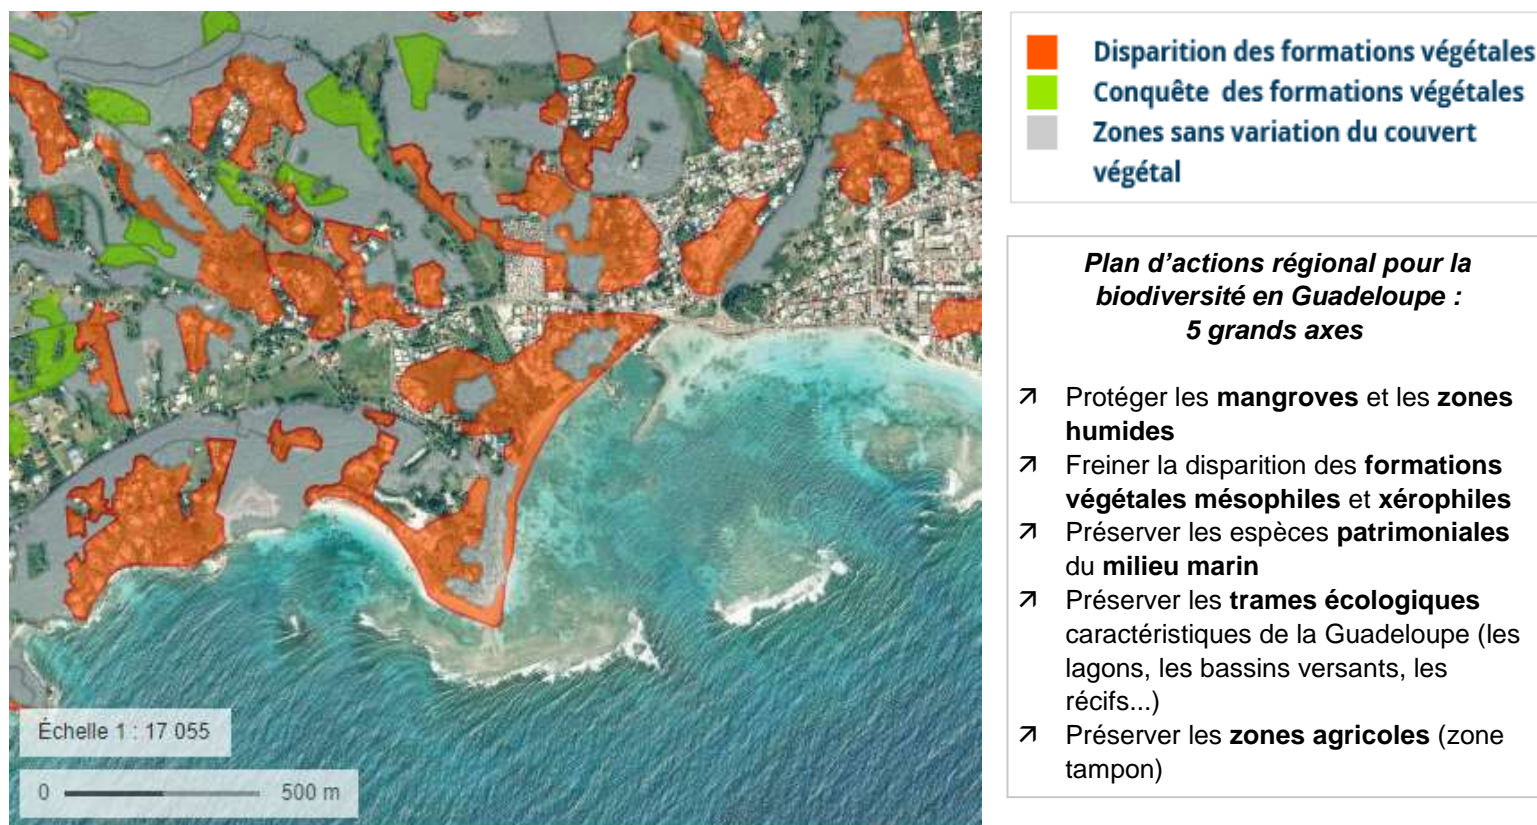 Disparition des formations végétales
Conquête des formations végétales
Zones sans variation du couvert
végétal
Plan d'actions régional pour la
biodiversité en Guadeloupe :
5 grands axes
↗ Protéger les mangroves et les zones
humides
↗ Freiner la disparition des formations
végétales mésophiles et xérophiles
↗ Préserver les espèces patrimoniales
du milieu marin
↗ Préserver les trames écologiques
caractéristiques de la Guadeloupe (les
lagons, les bassins versants, les
récifs...)
↗ Préserver les zones agricoles (zone
tampon)
Échelle 1 : 17 055
0 500 m